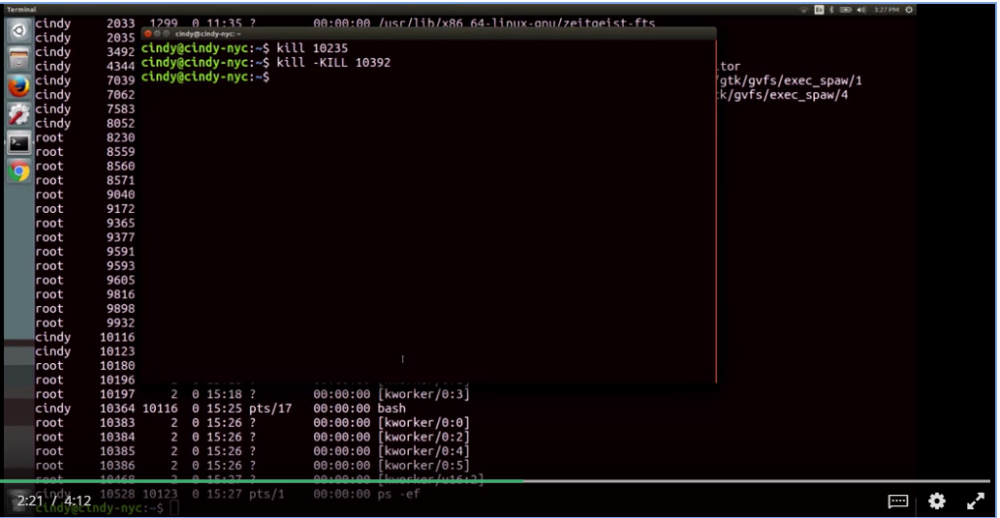 Terminal
En 3:27 PM
cindy 2033 1299 0 11:35 ? 00:00:00 /usr/lib/x86_64-linux-gnu/zeitgeist-fts
cindy 2035
cindy 3492
cindy 4344 tor
cindy 7039 gtk/gvfs/exec_spaw/1
cindy 7062 k/gvfs/exec_spaw/4
cindy 7583
cindy 8052
root 8230
root 8559
root 8560
root 8571
root 9040
root 9172
root 9365
root 9377
root 9591
root 9593
root 9605
root 9816
root 9898
root 9932
cindy 10116
cindy 10123
root 10180
root 10196
root 10197 2 0 15:18 ? 00:00:00 [kworker/0:3]
cindy 10364 10116 0 15:25 pts/17 00:00:00 bash
root 10383 2 0 15:26 ? 00:00:00 [kworker/0:0]
root 10384 2 0 15:26 ? 00:00:00 [kworker/0:2]
root 10385 2 0 15:26 ? 00:00:00 [kworker/0:4]
root 10386 2 0 15:26 ? 00:00:00 [kworker/0:5]
root 10468 2 0 15:27 ? 00:00:00 [kworker/u16:2]
cindy 10528 10123 0 15:27 pts/1 00:00:00 ps -ef
cindy@cindy-nyc:~$
cindy@cindy-nyc: ~
cindy@cindy-nyc:~$ kill 10235
cindy@cindy-nyc:~$ kill -KILL 10392
cindy@cindy-nyc:~$
2:21 / 4:12